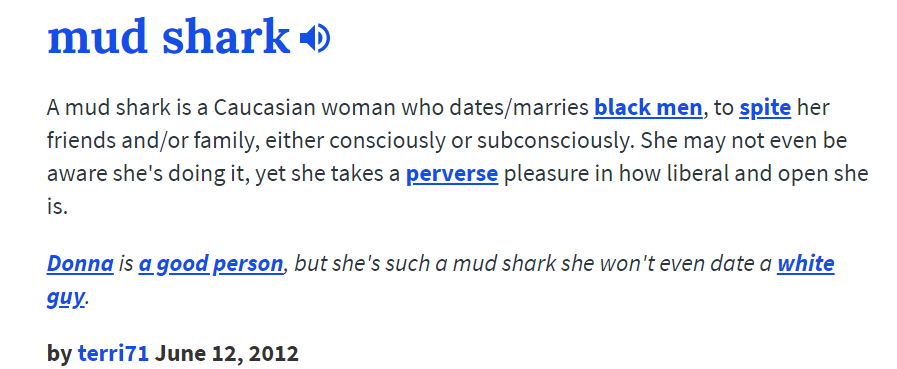 mud shark
A mud shark is a Caucasian woman who dates/marries black men, to spite her
friends and/or family, either consciously or subconsciously. She may not even be
aware she's doing it, yet she takes a perverse pleasure in how liberal and open she
is.
Donna is a good person, but she's such a mud shark she won't even date a white
guy.
by terri71 June 12, 2012